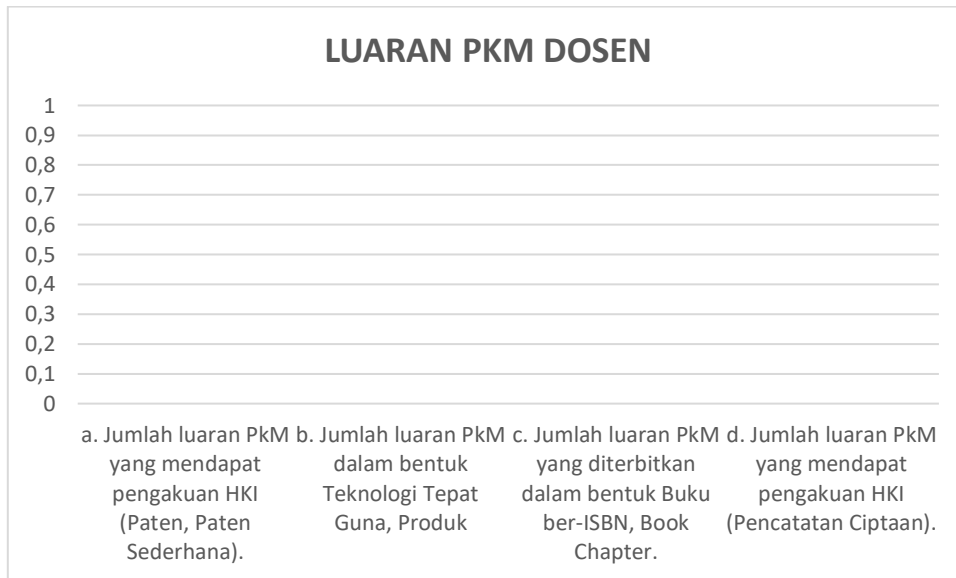 LUARAN PKM DOSEN
1
0,9
0,8
0,7
0,6
0,5
0,4
0,3
0,2
0,1
0
a. Jumlah luaran PkM
yang mendapat
pengakuan HKI
(Paten, Paten
Sederhana).
b. Jumlah luaran PkM
dalam bentuk
Teknologi Tepat
Guna, Produk
c. Jumlah luaran PkM
yang diterbitkan
dalam bentuk Buku
ber-ISBN, Book
Chapter.
d. Jumlah luaran PkM
yang mendapat
pengakuan HKI
(Pencatatan Ciptaan).